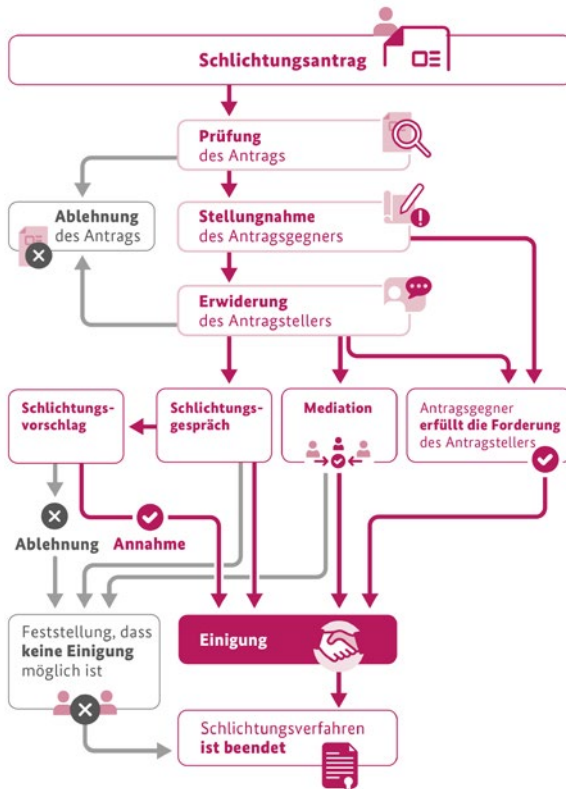 Schlichtungsantrag
Prüfung
des Antrags
Ablehnung
des Antrags
Stellungnahme
des Antragsgegners
Erwiderung
des Antragstellers
Schlichtungs-
vorschlag
Schlichtungs-
gespräch
Mediation
Antragsgegner
erfüllt die Forderung
des Antragstellers
Ablehnung
Annahme
Feststellung, dass
keine Einigung
möglich ist
Einigung
Schlichtungsverfahren
ist beendet